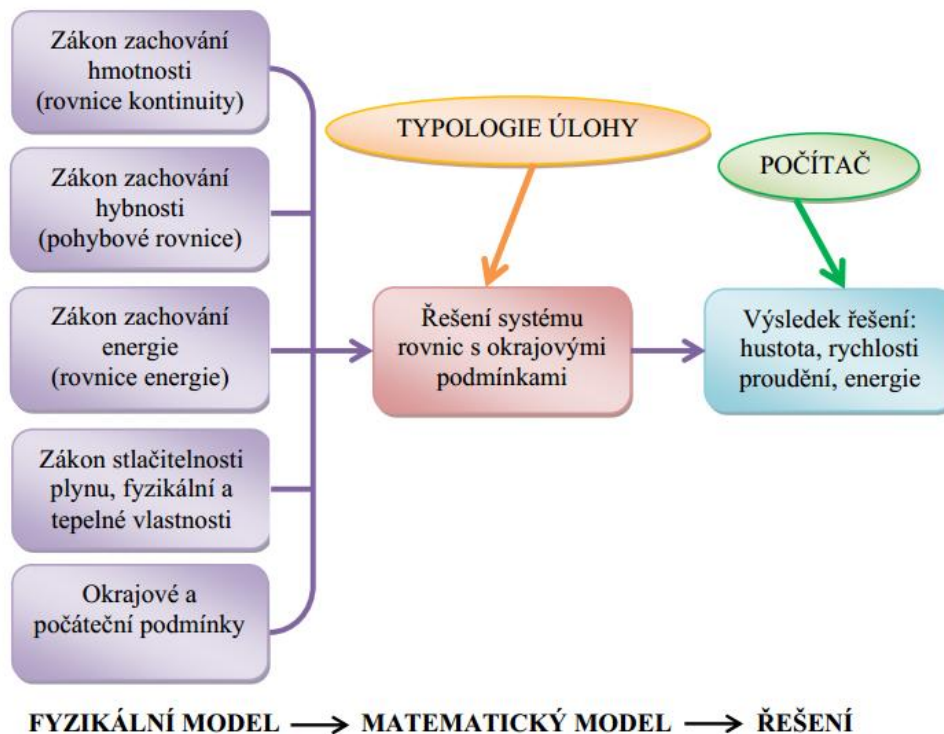 Zákon zachování
hmotnosti
(rovnice kontinuity)
Zákon zachování
hybnosti
(pohybové rovnice)
Zákon zachování
energie
(rovnice energie)
Zákon stlačitelnosti
plynu, fyzikální a
tepelné vlastnosti
Okrajové a
počáteční podmínky
TYPOLOGIE ÚLOHY
POČÍTAČ
Řešení systému
rovnic s okrajovými
podmínkami
Výsledek řešení:
hustota, rychlosti
proudění, energie
FYZIKÁLNÍ MODEL → MATEMATICKÝ MODEL → ŘEŠENÍ